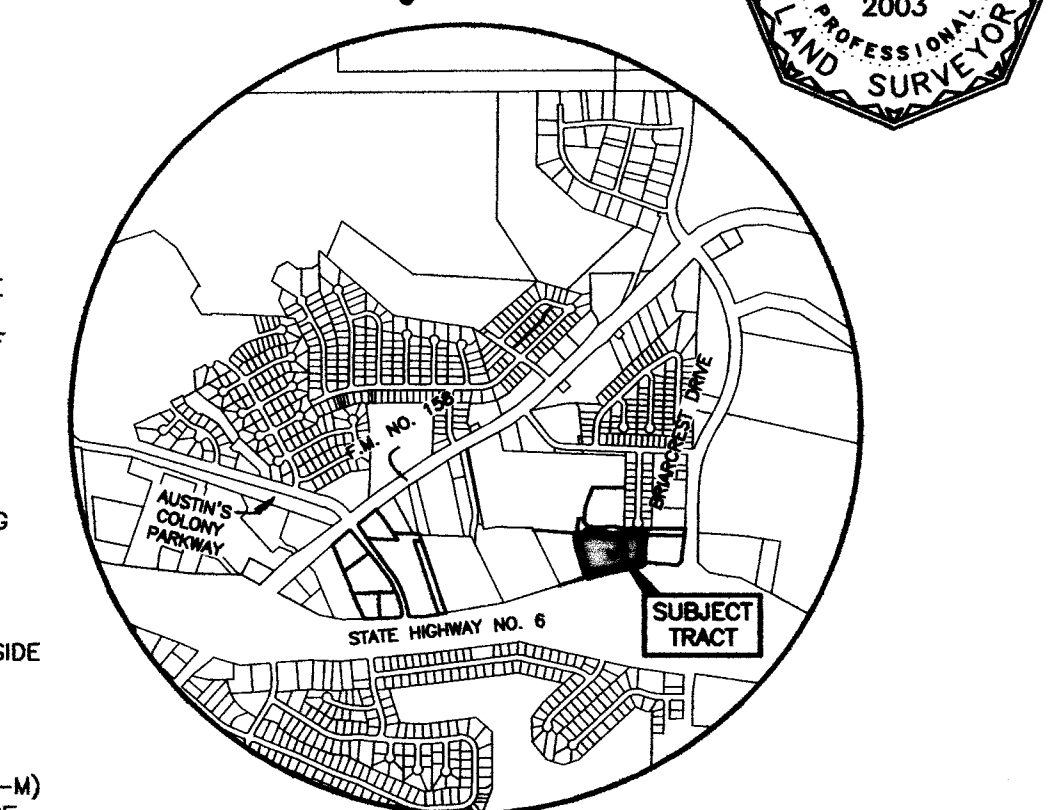 2003
PROFESSIONAL
LAND SURVEYOR
BRIARCREST DRIVE
F.M. NO. 158
AUSTIN'S
COLONY
PARKWAY
G
SUBJECT
TRACT
STATE HIGHWAY NO. 6
SIDE
-M)